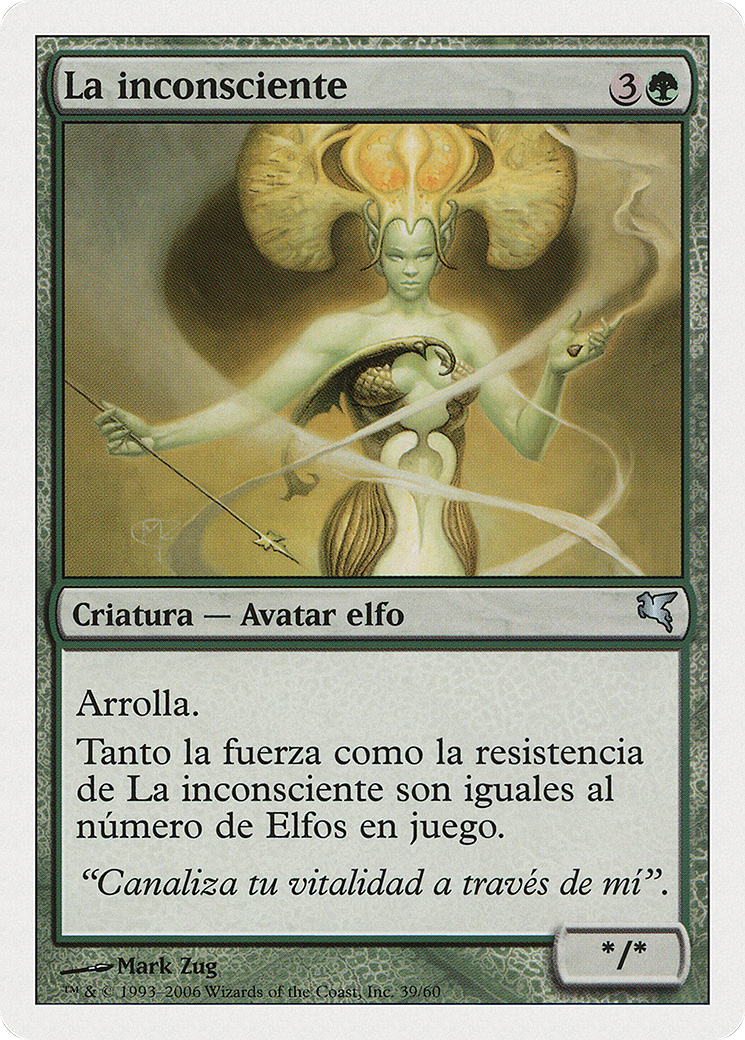 La inconsciente 3
Criatura — Avatar elfo
Arrolla.
Tanto la fuerza como la resistencia
de La inconsciente son iguales al
número de Elfos en juego.
“Canaliza tu vitalidad a través de mí”.
*/*
Mark Zug
™ & © 1993–2006 Wizards of the Coast, Inc. 39/60